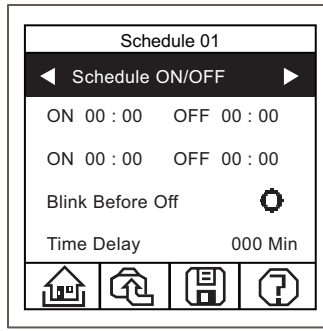 Schedule 01
Schedule ON/OFF
ON 00 : 00 OFF 00 : 00
ON 00 : 00 OFF 00 : 00
Blink Before Off
Time Delay 000 Min
?